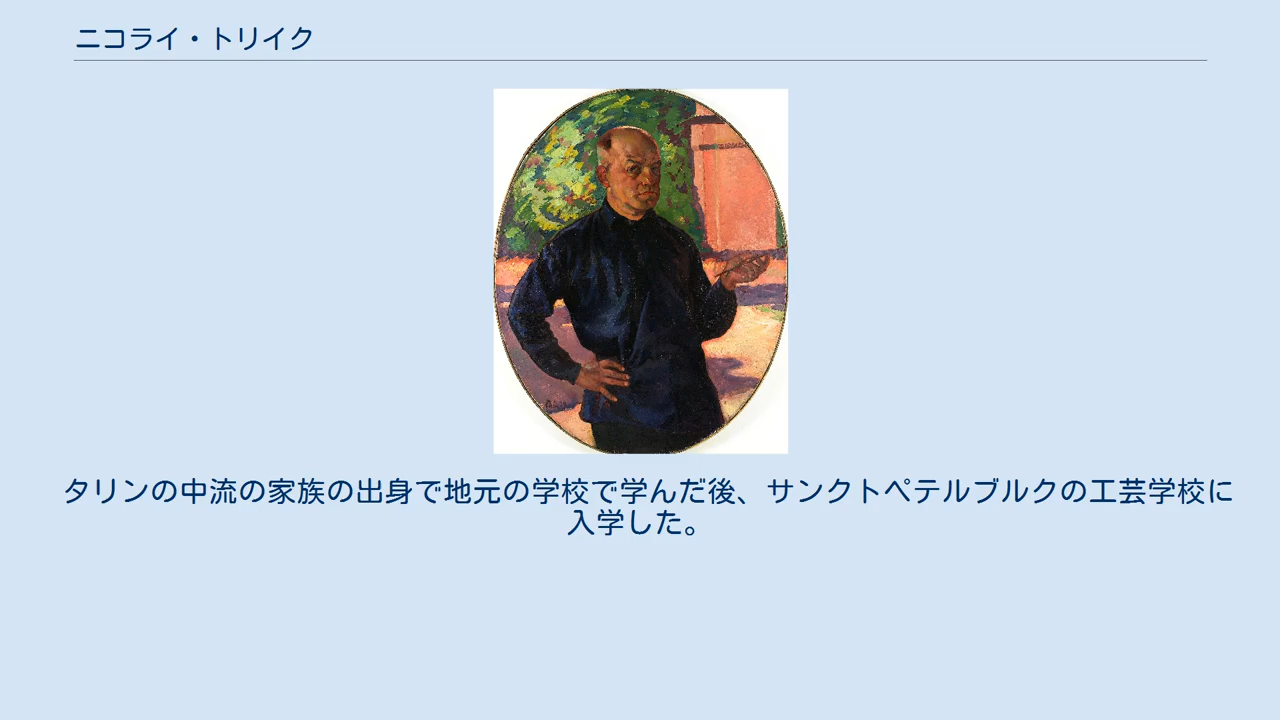 ニコライ・トリイク
タリンの中流の家族の出身で地元の学校で学んだ後、サンクトペテルブルクの工芸学校に
入学した。